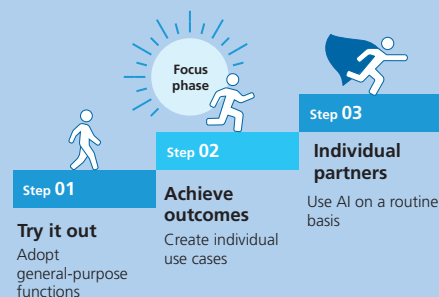 Focus
phase
Step 01
Try it out
Adopt
general-purpose
functions
Step 02
Achieve
outcomes
Create individual
use cases
Step 03
Individual
partners
Use AI on a routine
basis